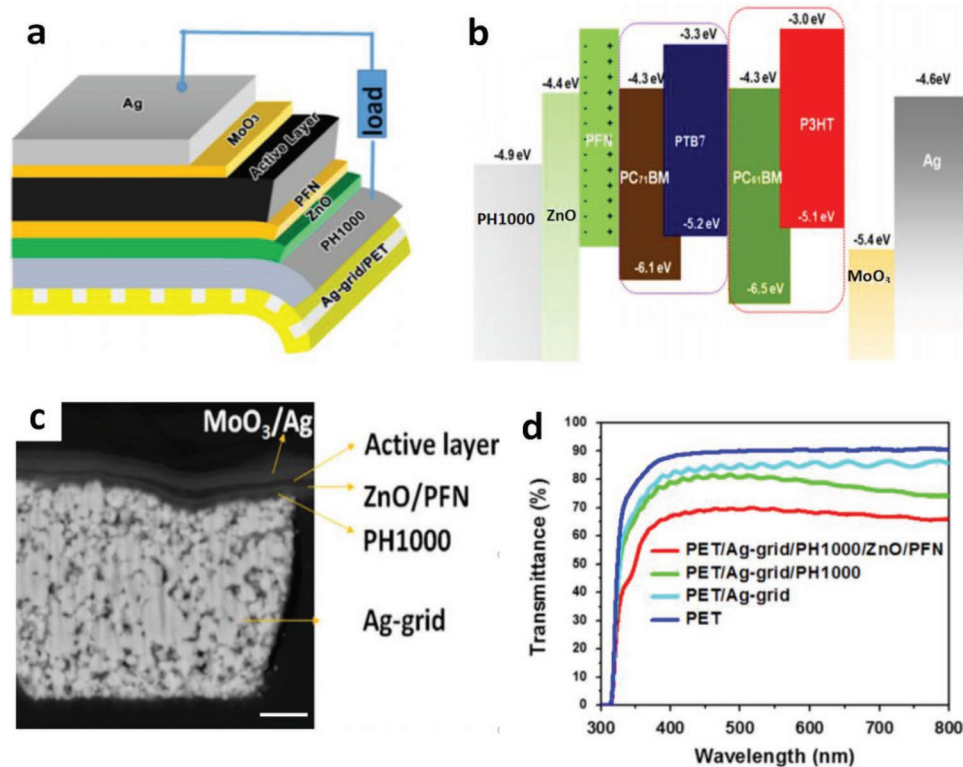 a
Ag
MoO₃
Active Layer
PFN
ZnO
PH1000
Ag-grid/PET
load
b
-4.9 eV
PH1000
-4.4 eV
ZnO
PFN
-4.3 eV
PC₇₁BM
-6.1 eV
-3.3 eV
PTB7
-5.2 eV
-4.3 eV
PC₆₁BM
-6.5 eV
-3.0 eV
P3HT
-5.1 eV
-5.4 eV
MoO₃
-4.6eV
Ag
c
MoO₃/Ag
Active layer
ZnO/PFN
PH1000
Ag-grid
d
Transmittance (%)
100
90
80
70
60
50
40
30
20
10
0
PET/Ag-grid/PH1000/ZnO/PFN
PET/Ag-grid/PH1000
PET/Ag-grid
PET
300 400 500 600 700 800
Wavelength (nm)